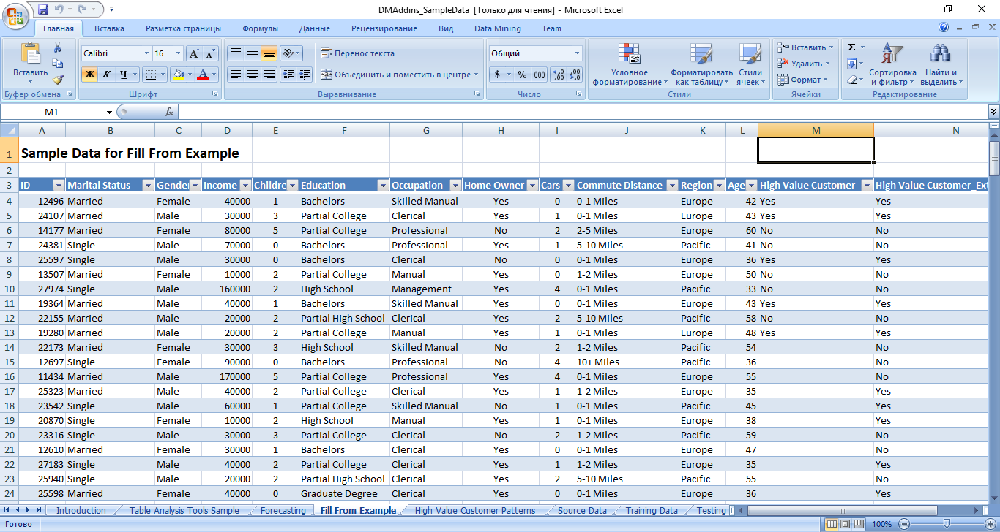 DMAddins_SampleData [Только для чтения] - Microsoft Excel
Главная Вставка Разметка страницы Формулы Данные Рецензирование Вид Data Mining Team
Calibri 16 Перенос текста Общий Вставить
Вставить Ж К Ч Объединить и поместить в центре $ % 000 Условное форматирование Форматировать как таблицу Стили ячеек Удалить Формат Сортировка и фильтр Найти и выделить
Буфер обмена Шрифт Выравнивание Число Стили Ячейки Редактирование
M1 fx
A B C D E F G H I J K L M N
1 Sample Data for Fill From Example
2
3 ID Marital Status Gende Income Childre Education Occupation Home Owner Cars Commute Distance Region Age High Value Customer High Value Customer_Ext
4 12496 Married Female 40000 1 Bachelors Skilled Manual Yes 0 0-1 Miles Europe 42 Yes Yes
5 24107 Married Male 30000 3 Partial College Clerical Yes 1 0-1 Miles Europe 43 Yes Yes
6 14177 Married Female 80000 5 Partial College Professional No 2 2-5 Miles Europe 60 No No
7 24381 Single Male 70000 0 Bachelors Professional Yes 1 5-10 Miles Pacific 41 No No
8 25597 Single Male 30000 0 Bachelors Clerical No 0 0-1 Miles Europe 36 Yes Yes
9 13507 Married Female 10000 2 Partial College Manual Yes 0 1-2 Miles Europe 50 No No
10 27974 Single Male 160000 2 High School Management Yes 4 0-1 Miles Pacific 33 No No
11 19364 Married Male 40000 1 Bachelors Skilled Manual Yes 0 0-1 Miles Europe 43 Yes Yes
12 22155 Married Male 20000 2 Partial High School Clerical Yes 2 5-10 Miles Pacific 58 No No
13 19280 Married Male 20000 2 Partial College Manual Yes 1 0-1 Miles Europe 48 Yes Yes
14 22173 Married Female 30000 3 High School Skilled Manual No 2 1-2 Miles Pacific 54 No
15 12697 Single Female 90000 0 Bachelors Professional No 4 10+ Miles Pacific 36 No
16 11434 Married Male 170000 5 Partial College Professional Yes 4 0-1 Miles Europe 55 No
17 25323 Married Male 40000 2 Partial College Clerical Yes 1 1-2 Miles Europe 35 Yes
18 23542 Single Male 60000 1 Partial College Skilled Manual No 1 0-1 Miles Pacific 45 Yes
19 20870 Single Female 10000 2 High School Manual Yes 1 0-1 Miles Europe 38 Yes
20 23316 Single Male 30000 3 Partial College Clerical No 2 1-2 Miles Pacific 59 No
21 12610 Married Female 30000 1 Bachelors Clerical Yes 0 0-1 Miles Europe 47 No
22 27183 Single Male 40000 2 Partial College Clerical Yes 1 1-2 Miles Europe 35 Yes
23 25940 Single Male 20000 2 Partial High School Clerical Yes 2 5-10 Miles Pacific 55 No
24 25598 Married Female 40000 0 Graduate Degree Clerical Yes 0 0-1 Miles Europe 36 Yes
Introduction Table Analysis Tools Sample Forecasting Fill From Example High Value Customer Patterns Source Data Training Data Testing
Готово 100%